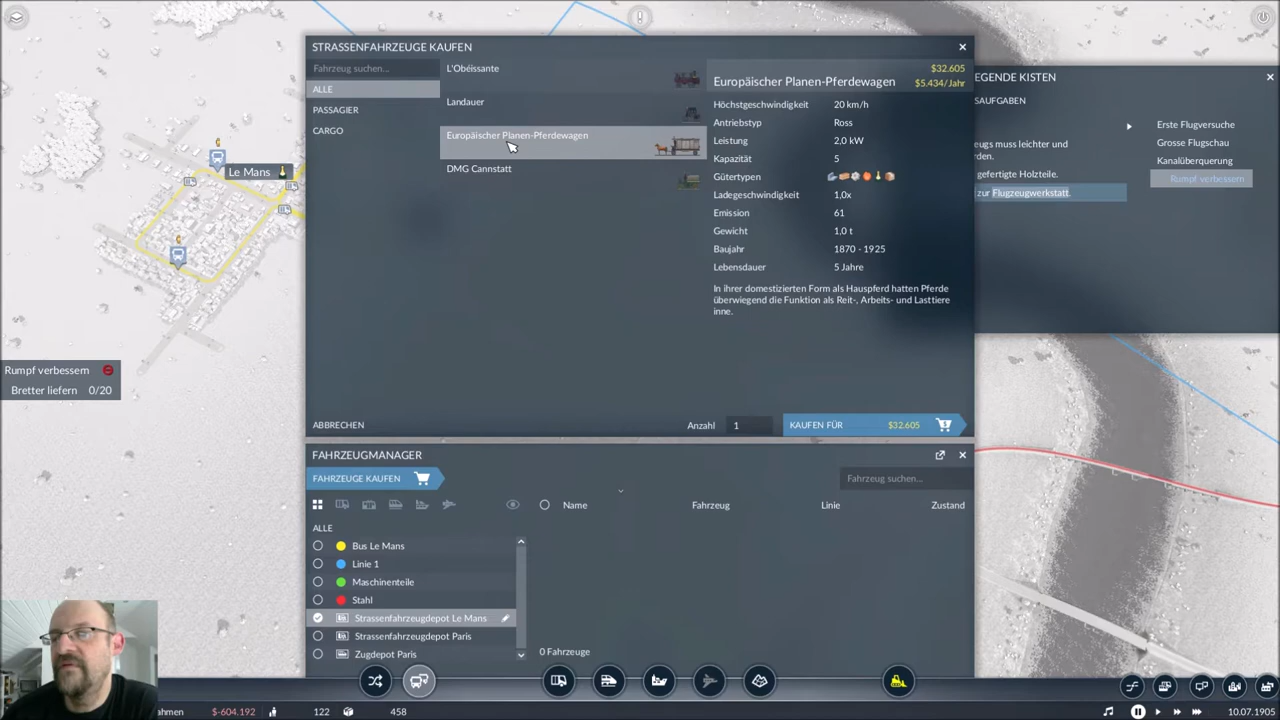 STRASSENFAHRZEUGE KAUFEN
Fahrzeug suchen...
ALLE
PASSAGIER
CARGO
L'Obéissante
Landauer
Europäischer Planen-Pferdewagen
DMG Cannstatt
$32.605
Europäischer Planen-Pferdewagen
$5.434/Jahr
Höchstgeschwindigkeit 20 km/h
Antriebstyp Ross
Leistung 2,0 kW
Kapazität 5
Gütertypen
Ladegeschwindigkeit 1,0x
Emission 61
Gewicht 1,0 t
Baujahr 1870 - 1925
Lebensdauer 5 Jahre
In ihrer domestizierten Form als Hauspferd hatten Pferde
überwiegend die Funktion als Reit-, Arbeits- und Lasttiere
inne.
ABBRECHEN
Anzahl 1
KAUFEN FÜR $32.605
EGENDE KISTEN
SAUFGABEN
Erste Flugversuche
Grosse Flugschau
Kanalüberquerung
Rumpf verbessern
eugs muss leichter und
rden.
gefertigte Holzteile.
zur Flugzeugwerkstatt.
Le Mans
Rumpf verbessern
Bretter liefern 0/20
FAHRZEUGMANAGER
FAHRZEUGE KAUFEN
Fahrzeug suchen...
Name Fahrzeug Linie Zustand
ALLE
Bus Le Mans
Linie 1
Maschinenteile
Stahl
Strassenfahrzeugdepot Le Mans
Strassenfahrzeugdepot Paris
Zugdepot Paris
0 Fahrzeuge
ahmen $-604.192 122 458 10.07.1905